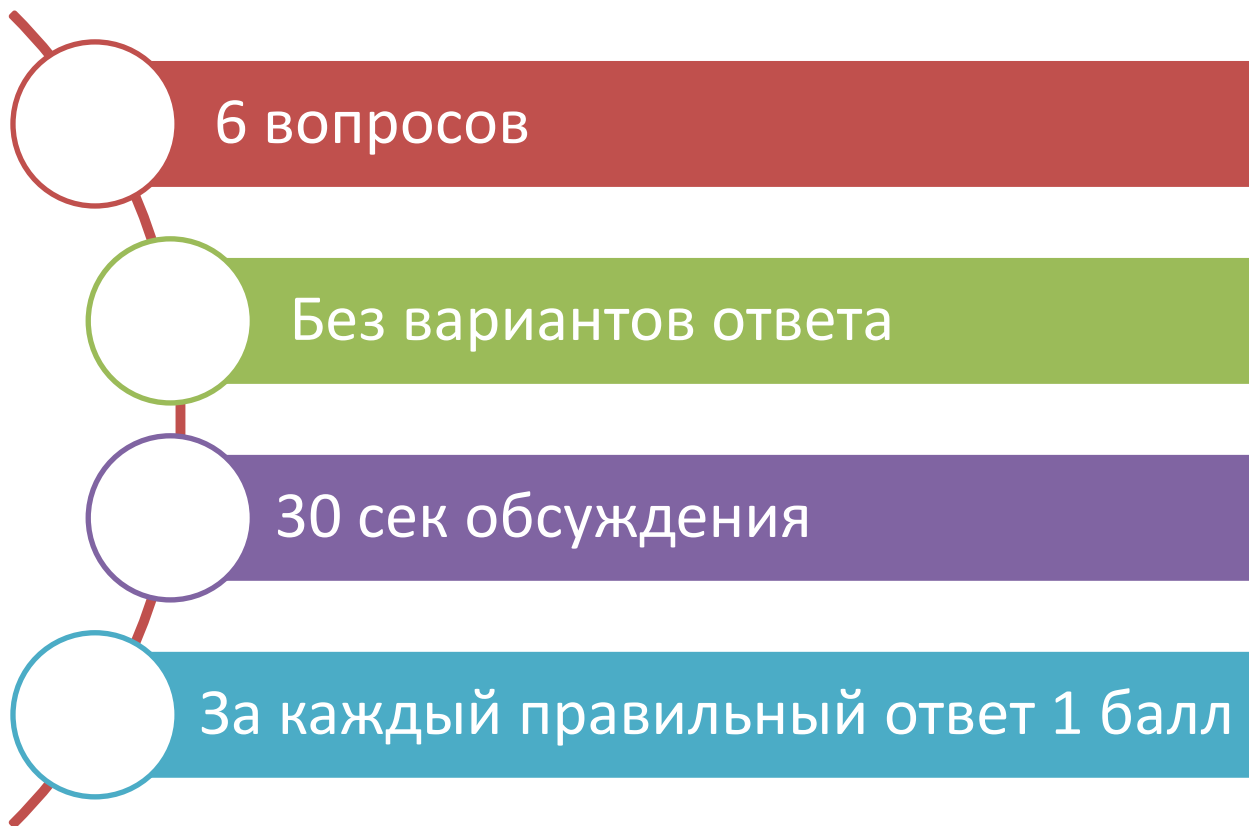 6 вопросов
Без вариантов ответа
30 сек обсуждения
За каждый правильный ответ 1 балл